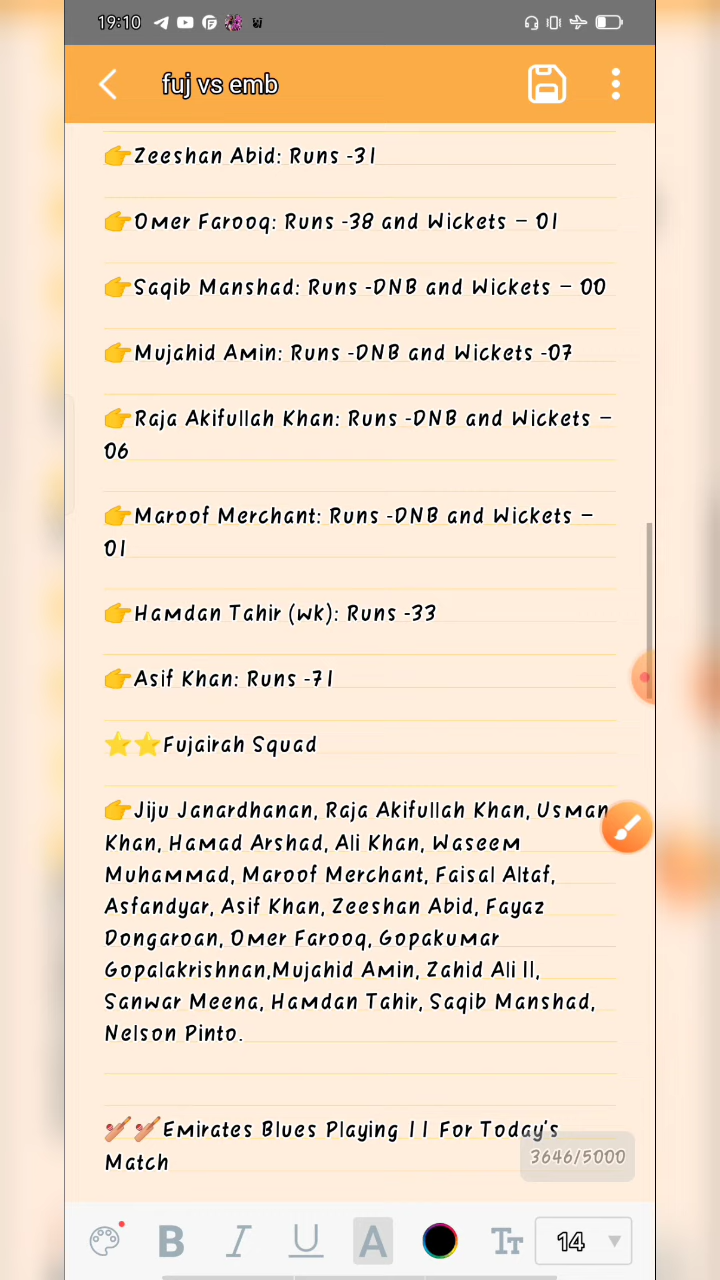 19:10
fuj vs emb
👉Zeeshan Abid: Runs -31
👉Omer Farooq: Runs -38 and Wickets – 01
👉Saqib Manshad: Runs -DNB and Wickets – 00
👉Mujahid Amin: Runs -DNB and Wickets -07
👉Raja Akifullah Khan: Runs -DNB and Wickets –
06
👉Maroof Merchant: Runs -DNB and Wickets –
01
👉Hamdan Tahir (wk): Runs -33
👉Asif Khan: Runs -71
⭐⭐Fujairah Squad
👉Jiju Janardhanan, Raja Akifullah Khan, Usman
Khan, Hamad Arshad, Ali Khan, Waseem
Muhammad, Maroof Merchant, Faisal Altaf,
Asfandyar, Asif Khan, Zeeshan Abid, Fayaz
Dongaroan, Omer Farooq, Gopakumar
Gopalakrishnan,Mujahid Amin, Zahid Ali II,
Sanwar Meena, Hamdan Tahir, Saqib Manshad,
Nelson Pinto.
🏏🏏Emirates Blues Playing 11 For Today's
Match
3646/5000
B I U A TT 14